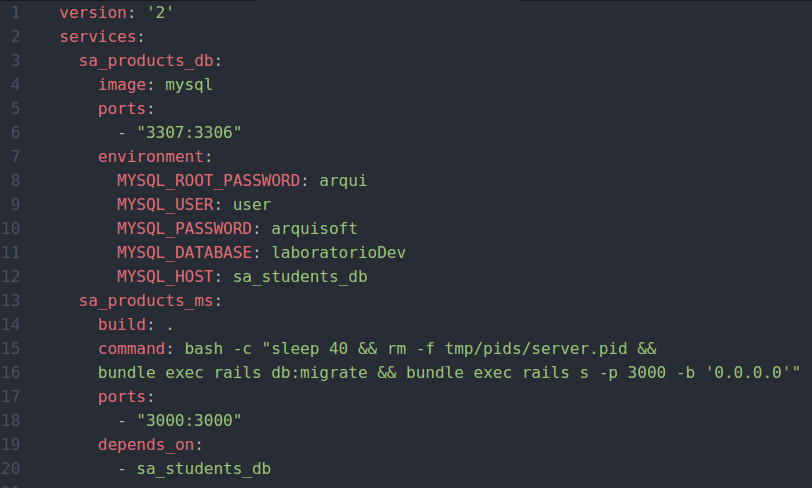 1 version: '2'
2 services:
3   sa_products_db:
4     image: mysql
5     ports:
6       - "3307:3306"
7     environment:
8       MYSQL_ROOT_PASSWORD: arqui
9       MYSQL_USER: user
10       MYSQL_PASSWORD: arquisoft
11       MYSQL_DATABASE: laboratorioDev
12       MYSQL_HOST: sa_students_db
13   sa_products_ms:
14     build: .
15     command: bash -c "sleep 40 && rm -f tmp/pids/server.pid &&
16     bundle exec rails db:migrate && bundle exec rails s -p 3000 -b '0.0.0.0'"
17     ports:
18       - "3000:3000"
19     depends_on:
20       - sa_students_db